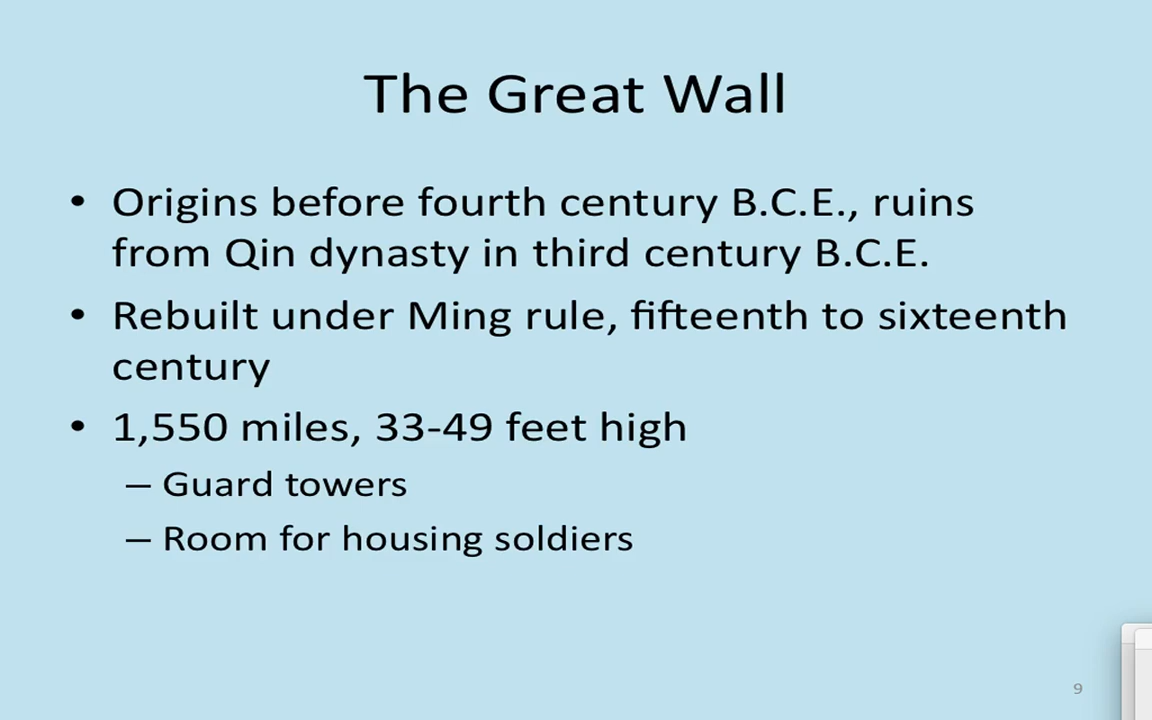 The Great Wall
• Origins before fourth century B.C.E., ruins
from Qin dynasty in third century B.C.E.
• Rebuilt under Ming rule, fifteenth to sixteenth
century
• 1,550 miles, 33-49 feet high
– Guard towers
– Room for housing soldiers
9